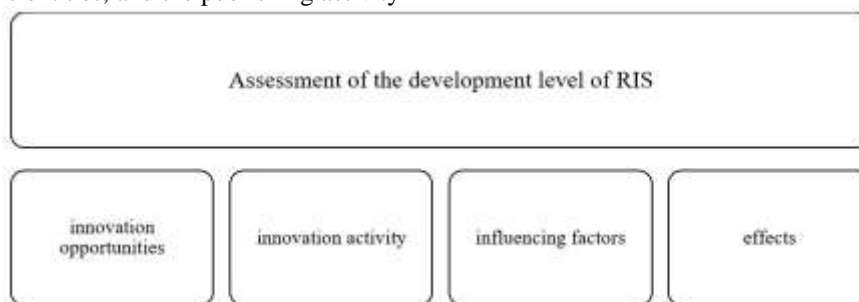 Assessment of the development level of RIS
innovation
opportunities
innovation activity
influencing factors
effects